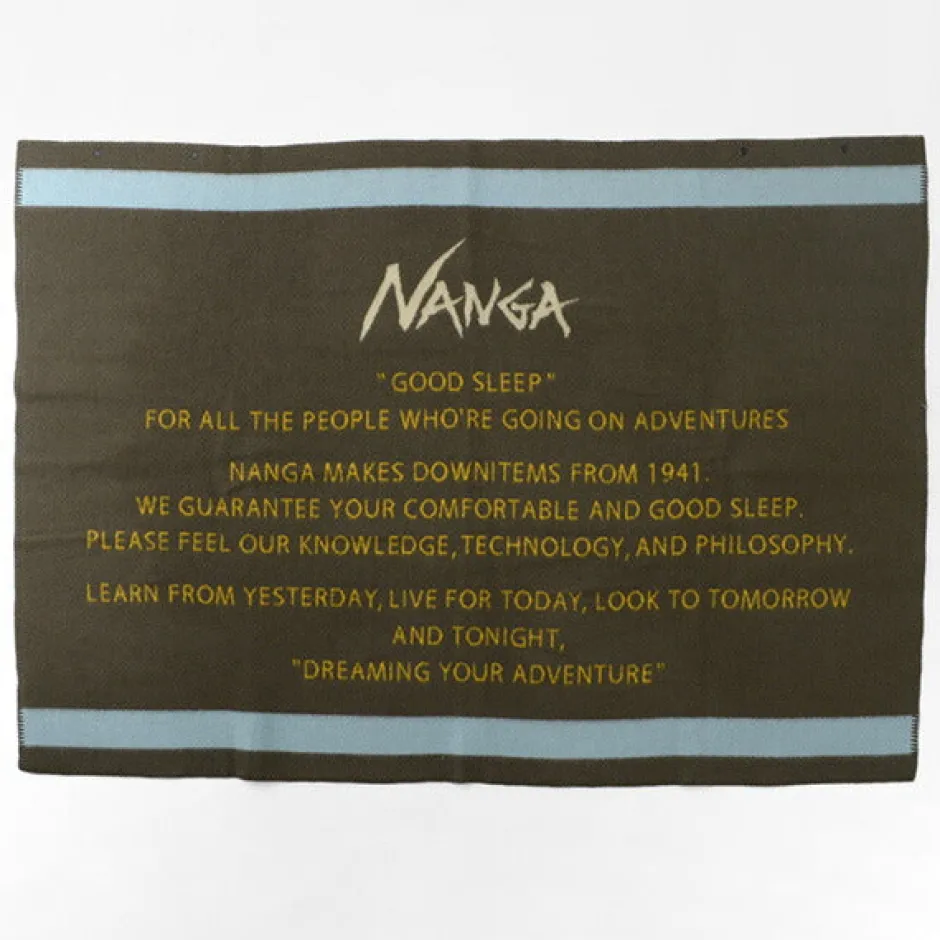 NANGA
"GOOD SLEEP"
FOR ALL THE PEOPLE WHO'RE GOING ON ADVENTURES
NANGA MAKES DOWNITEMS FROM 1941.
WE GUARANTEE YOUR COMFORTABLE AND GOOD SLEEP.
PLEASE FEEL OUR KNOWLEDGE, TECHNOLOGY, AND PHILOSOPHY.
LEARN FROM YESTERDAY, LIVE FOR TODAY, LOOK TO TOMORROW
AND TONIGHT,
"DREAMING YOUR ADVENTURE"